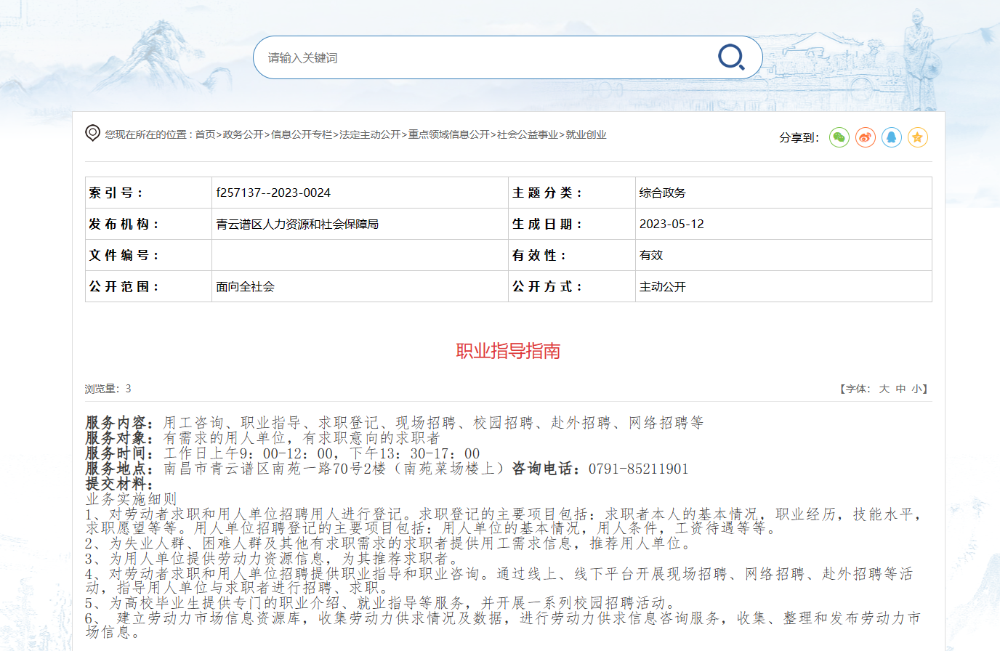 请输入关键词
您现在所在的位置 : 首页>政务公开>信息公开专栏>法定主动公开>重点领域信息公开>社会公益事业>就业创业
分享到：
索引号： f257137--2023-0024 主题分类： 综合政务
发布机构： 青云谱区人力资源和社会保障局 生成日期： 2023-05-12
文件编号： 有效性： 有效
公开范围： 面向全社会 公开方式： 主动公开
职业指导指南
浏览量：3 【字体： 大 中 小】
服务内容：用工咨询、职业指导、求职登记、现场招聘、校园招聘、赴外招聘、网络招聘等
服务对象：有需求的用人单位，有求职意向的求职者
服务时间：工作日上午9：00-12：00，下午13：30-17：00
服务地点：南昌市青云谱区南苑一路70号2楼（南苑菜场楼上）咨询电话：0791-85211901
提交材料：
业务实施细则
1、对劳动者求职和用人单位招聘用人进行登记。求职登记的主要项目包括：求职者本人的基本情况，职业经历，技能水平，
求职愿望等等。用人单位招聘登记的主要项目包括：用人单位的基本情况，用人条件，工资待遇等等。
2、为失业人群、困难人群及其他有求职需求的求职者提供用工需求信息，推荐用人单位。
3、为用人单位提供劳动力资源信息，为其推荐求职者。
4、对劳动者求职和用人单位招聘提供职业指导和职业咨询。通过线上、线下平台开展现场招聘、网络招聘、赴外招聘等活
动，指导用人单位与求职者进行招聘、求职。
5、为高校毕业生提供专门的职业介绍、就业指导等服务，并开展一系列校园招聘活动。
6、 建立劳动力市场信息资源库，收集劳动力供求情况及数据，进行劳动力供求信息咨询服务，收集、整理和发布劳动力市
场信息。